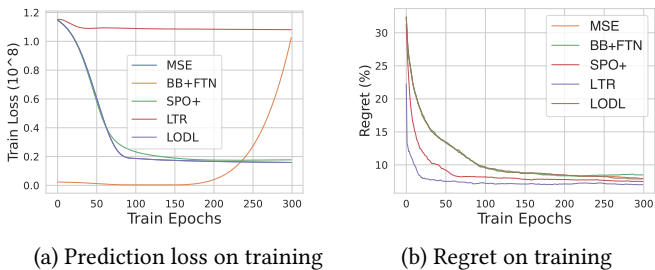 1.2
1.0
0.8
0.6
0.4
0.2
0.0
Train Loss (10^8)
MSE
BB+FTN
SPO+
LTR
LODL
0 50 100 150 200 250 300
Train Epochs
(a) Prediction loss on training
30
25
20
15
10
Regret (%)
MSE
BB+FTN
SPO+
LTR
LODL
0 50 100 150 200 250 300
Train Epochs
(b) Regret on training